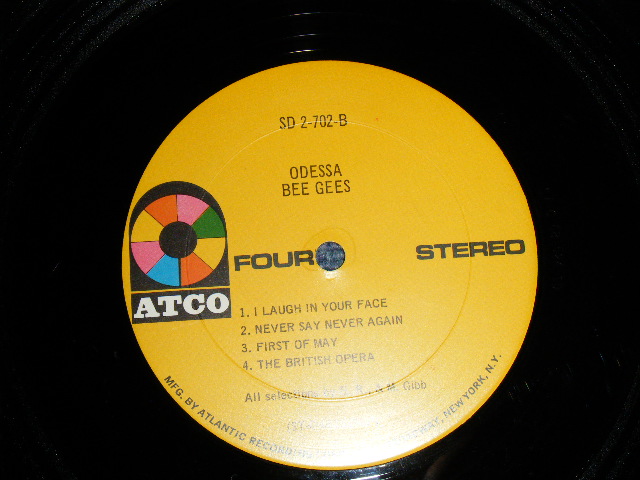 SD 2-702-B
ODESSA
BEE GEES
ATCO
FOUR
STEREO
1. I LAUGH IN YOUR FACE
2. NEVER SAY NEVER AGAIN
3. FIRST OF MAY
4. THE BRITISH OPERA
All & M. Gibb
MFG. BY ATLANTIC NEW YORK, N.Y.